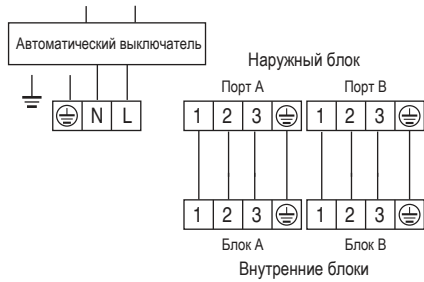 Автоматический выключатель
N L
Наружный блок
Порт A Порт B
1 2 3 1 2 3
1 2 3 1 2 3
Блок A Блок B
Внутренние блоки